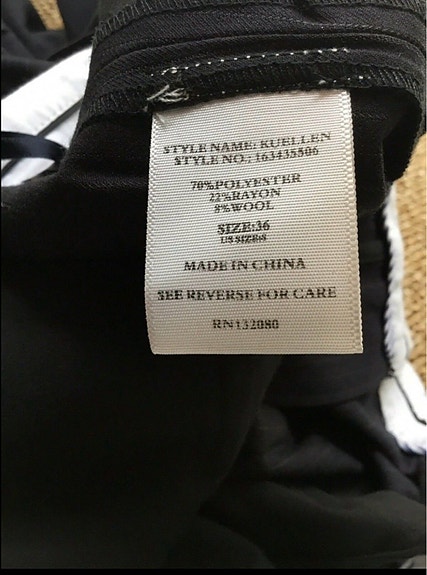 STYLE NAME: KUELLEN
STYLE NO.: 163435506
70%POLYESTER
22%RAYON
8%WOOL
SIZE:36
US SIZE:8
MADE IN CHINA
SEE REVERSE FOR CARE
RN132080